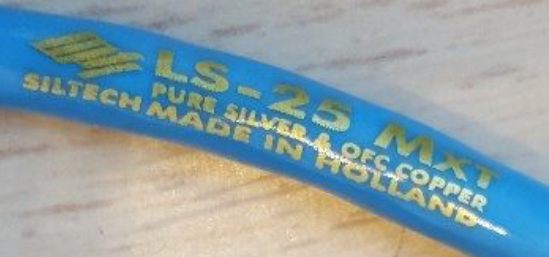 LS-25 MXT
PURE SILVER & OFC COPPER
SILTECH MADE IN HOLLAND